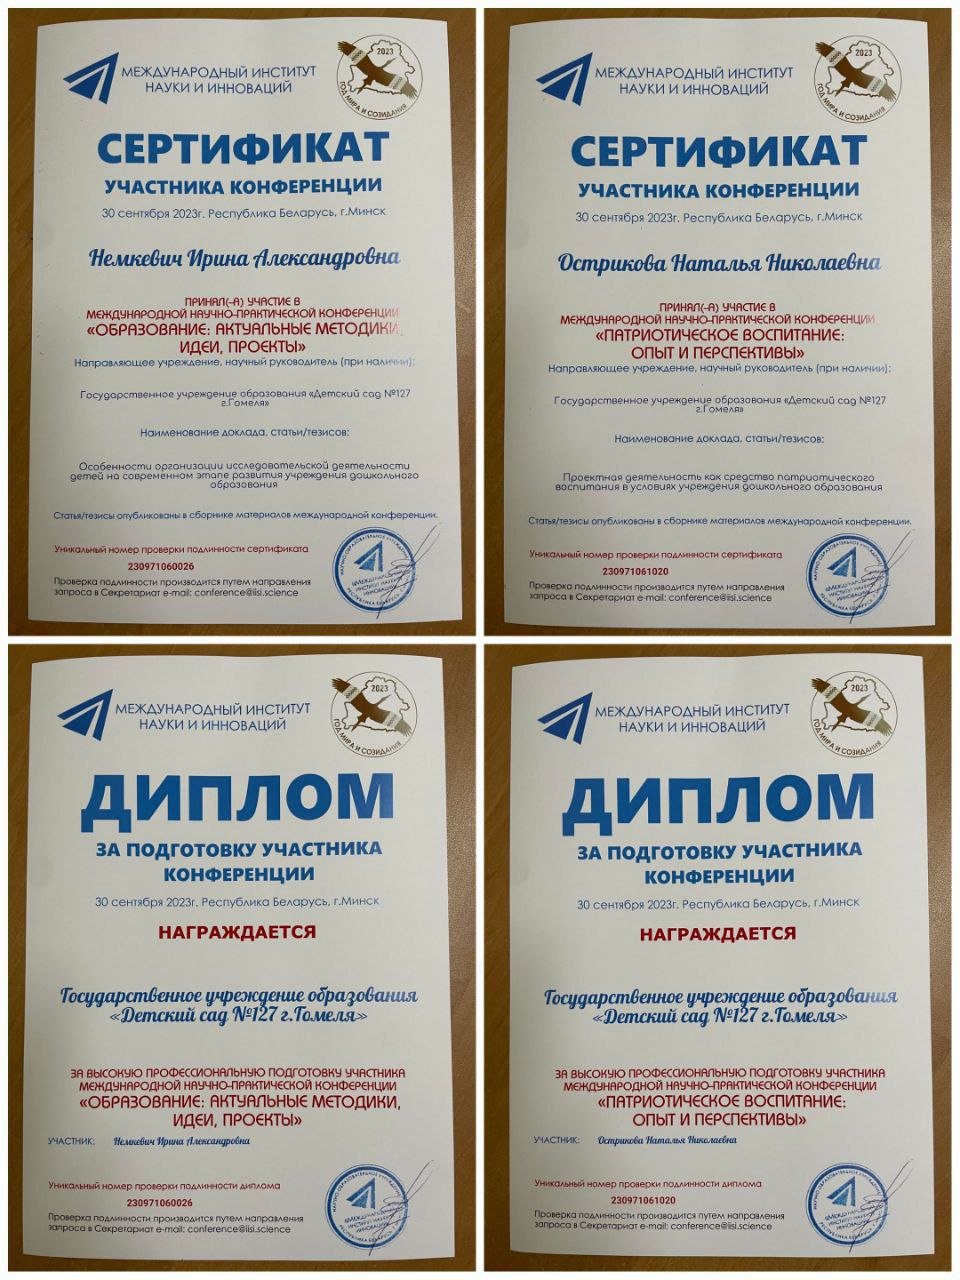 МЕЖДУНАРОДНЫЙ ИНСТИТУТ
НАУКИ И ИННОВАЦИЙ
2023
ГОД МИРА И СОЗИДАНИЯ
СЕРТИФИКАТ
УЧАСТНИКА КОНФЕРЕНЦИИ
30 сентября 2023г. Республика Беларусь, г.Минск
Немкевич Ирина Александровна
ПРИНЯЛ(-А) УЧАСТИЕ В
МЕЖДУНАРОДНОЙ НАУЧНО-ПРАКТИЧЕСКОЙ КОНФЕРЕНЦИИ
«ОБРАЗОВАНИЕ: АКТУАЛЬНЫЕ МЕТОДИКИ,
ИДЕИ, ПРОЕКТЫ»
Направляющее учреждение, научный руководитель (при наличии):
Государственное учреждение образования «Детский сад №127
г.Гомеля»
Наименование доклада, статьи/тезисов:
Особенности организации исследовательской деятельности
детей на современном этапе развития учреждения дошкольного
образования
Статья/тезисы опубликованы в сборнике материалов международной конференции.
Уникальный номер проверки подлинности сертификата
230971060026
Проверка подлинности производится путем направления
запроса в Секретариат e-mail: conference@iisi.science
МЕЖДУНАРОДНЫЙ ИНСТИТУТ
НАУКИ И ИННОВАЦИЙ
2023
ГОД МИРА И СОЗИДАНИЯ
СЕРТИФИКАТ
УЧАСТНИКА КОНФЕРЕНЦИИ
30 сентября 2023г. Республика Беларусь, г.Минск
Острикова Наталья Николаевна
ПРИНЯЛ(-А) УЧАСТИЕ В
МЕЖДУНАРОДНОЙ НАУЧНО-ПРАКТИЧЕСКОЙ КОНФЕРЕНЦИИ
«ПАТРИОТИЧЕСКОЕ ВОСПИТАНИЕ:
ОПЫТ И ПЕРСПЕКТИВЫ»
Направляющее учреждение, научный руководитель (при наличии):
Государственное учреждение образования «Детский сад №127
г.Гомеля»
Наименование доклада, статьи/тезисов:
Проектная деятельность как средство патриотического
воспитания в условиях учреждения дошкольного образования
Статья/тезисы опубликованы в сборнике материалов международной конференции.
Уникальный номер проверки подлинности сертификата
230971061020
Проверка подлинности производится путем направления
запроса в Секретариат e-mail: conference@iisi.science
МЕЖДУНАРОДНЫЙ ИНСТИТУТ
НАУКИ И ИННОВАЦИЙ
2023
ГОД МИРА И СОЗИДАНИЯ
ДИПЛОМ
ЗА ПОДГОТОВКУ УЧАСТНИКА
КОНФЕРЕНЦИИ
30 сентября 2023г. Республика Беларусь, г.Минск
НАГРАЖДАЕТСЯ
Государственное учреждение образования
«Детский сад №127 г.Гомеля»
ЗА ВЫСОКУЮ ПРОФЕССИОНАЛЬНУЮ ПОДГОТОВКУ УЧАСТНИКА
МЕЖДУНАРОДНОЙ НАУЧНО-ПРАКТИЧЕСКОЙ КОНФЕРЕНЦИИ
«ОБРАЗОВАНИЕ: АКТУАЛЬНЫЕ МЕТОДИКИ,
ИДЕИ, ПРОЕКТЫ»
УЧАСТНИК: Немкевич Ирина Александровна
Уникальный номер проверки подлинности диплома
230971060026
Проверка подлинности производится путем направления
запроса в Секретариат e-mail: conference@iisi.science
МЕЖДУНАРОДНЫЙ ИНСТИТУТ
НАУКИ И ИННОВАЦИЙ
2023
ГОД МИРА И СОЗИДАНИЯ
ДИПЛОМ
ЗА ПОДГОТОВКУ УЧАСТНИКА
КОНФЕРЕНЦИИ
30 сентября 2023г. Республика Беларусь, г.Минск
НАГРАЖДАЕТСЯ
Государственное учреждение образования
«Детский сад №127 г.Гомеля»
ЗА ВЫСОКУЮ ПРОФЕССИОНАЛЬНУЮ ПОДГОТОВКУ УЧАСТНИКА
МЕЖДУНАРОДНОЙ НАУЧНО-ПРАКТИЧЕСКОЙ КОНФЕРЕНЦИИ
«ПАТРИОТИЧЕСКОЕ ВОСПИТАНИЕ:
ОПЫТ И ПЕРСПЕКТИВЫ»
УЧАСТНИК: Острикова Наталья Николаевна
Уникальный номер проверки подлинности диплома
230971061020
Проверка подлинности производится путем направления
запроса в Секретариат e-mail: conference@iisi.science